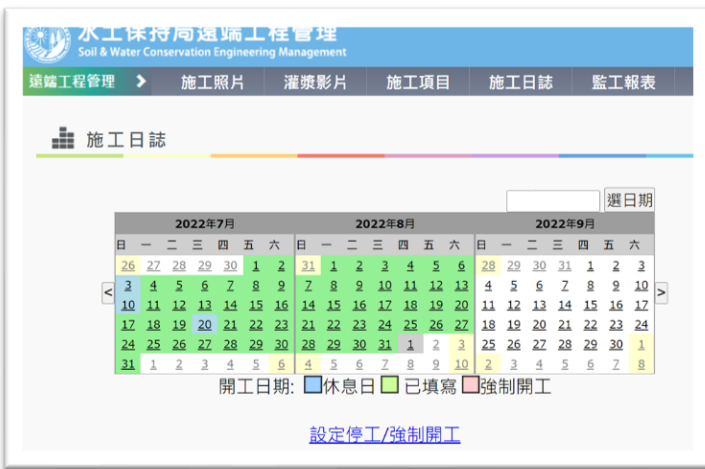 水土保持局遠端工程管理
Soil & Water Conservation Engineering Management
遠端工程管理 > 施工照片 灌漿影片 施工項目 施工日誌 監工報表
施工日誌
選日期
2022年7月 2022年8月 2022年9月
日 一 二 三 四 五 六 日 一 二 三 四 五 六 日 一 二 三 四 五 六
26 27 28 29 30 1 2 31 1 2 3 4 5 6 28 29 30 31 1 2 3
< 3 4 5 6 7 8 9 7 8 9 10 11 12 13 4 5 6 7 8 9 10 >
10 11 12 13 14 15 16 14 15 16 17 18 19 20 11 12 13 14 15 16 17
17 18 19 20 21 22 23 21 22 23 24 25 26 27 18 19 20 21 22 23 24
24 25 26 27 28 29 30 28 29 30 31 1 2 3 25 26 27 28 29 30 1
31 1 2 3 4 5 6 4 5 6 7 8 9 10 2 3 4 5 6 7 8
開工日期: 休息日 已填寫 強制開工
設定停工/強制開工